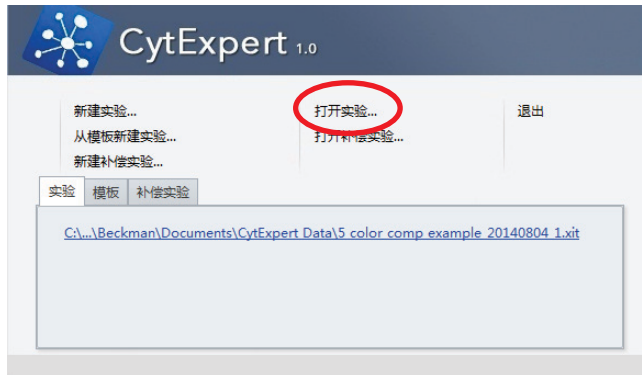 CytExpert 1.0
新建实验... 打开实验... 退出
从模板新建实验... 打开补偿实验...
新建补偿实验...
实验 模板 补偿实验
C:\...\Beckman\Documents\CytExpert Data\5 color comp example_20140804_1.xit